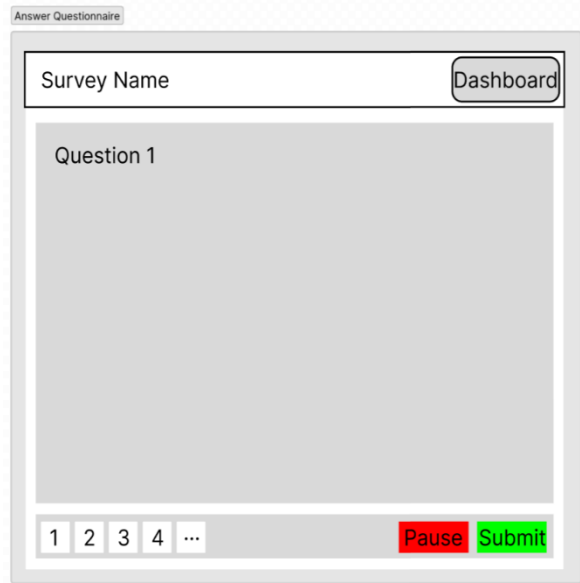 Answer Questionnaire
Survey Name Dashboard
Question 1
1 2 3 4 ... Pause Submit